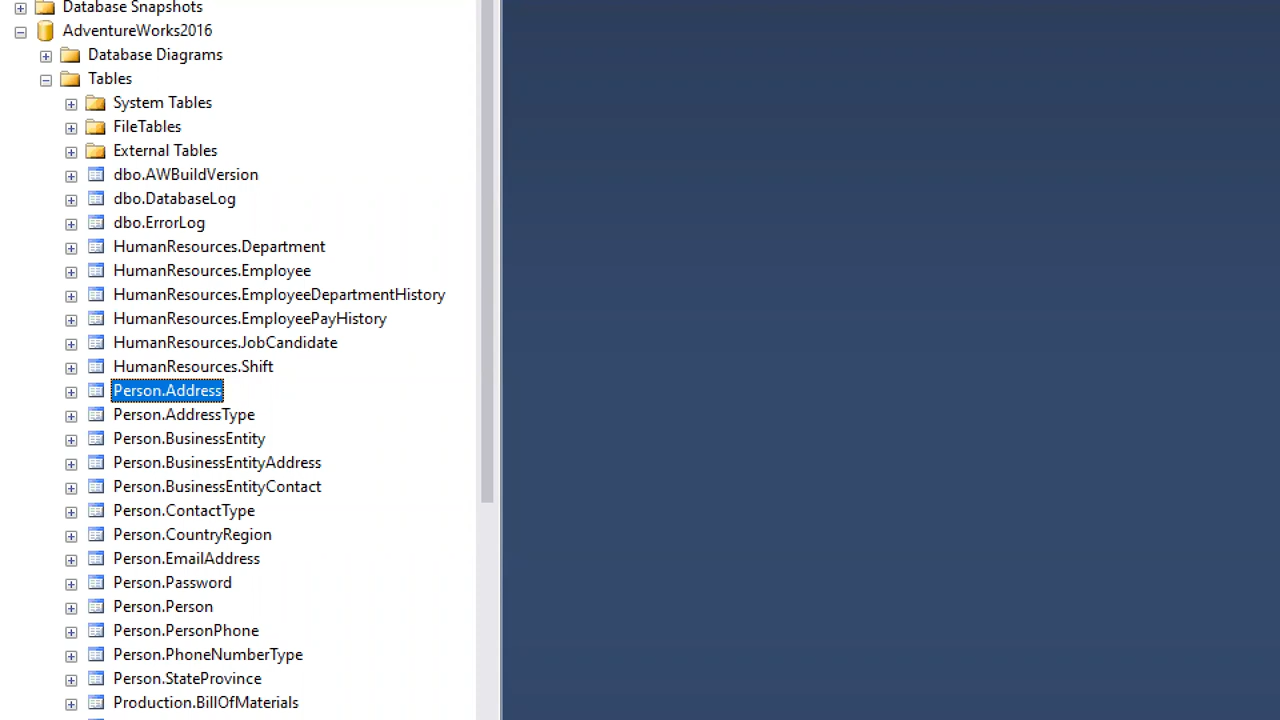 Database Snapshots
AdventureWorks2016
Database Diagrams
Tables
System Tables
FileTables
External Tables
dbo.AWBuildVersion
dbo.DatabaseLog
dbo.ErrorLog
HumanResources.Department
HumanResources.Employee
HumanResources.EmployeeDepartmentHistory
HumanResources.EmployeePayHistory
HumanResources.JobCandidate
HumanResources.Shift
Person.Address
Person.AddressType
Person.BusinessEntity
Person.BusinessEntityAddress
Person.BusinessEntityContact
Person.ContactType
Person.CountryRegion
Person.EmailAddress
Person.Password
Person.Person
Person.PersonPhone
Person.PhoneNumberType
Person.StateProvince
Production.BillOfMaterials